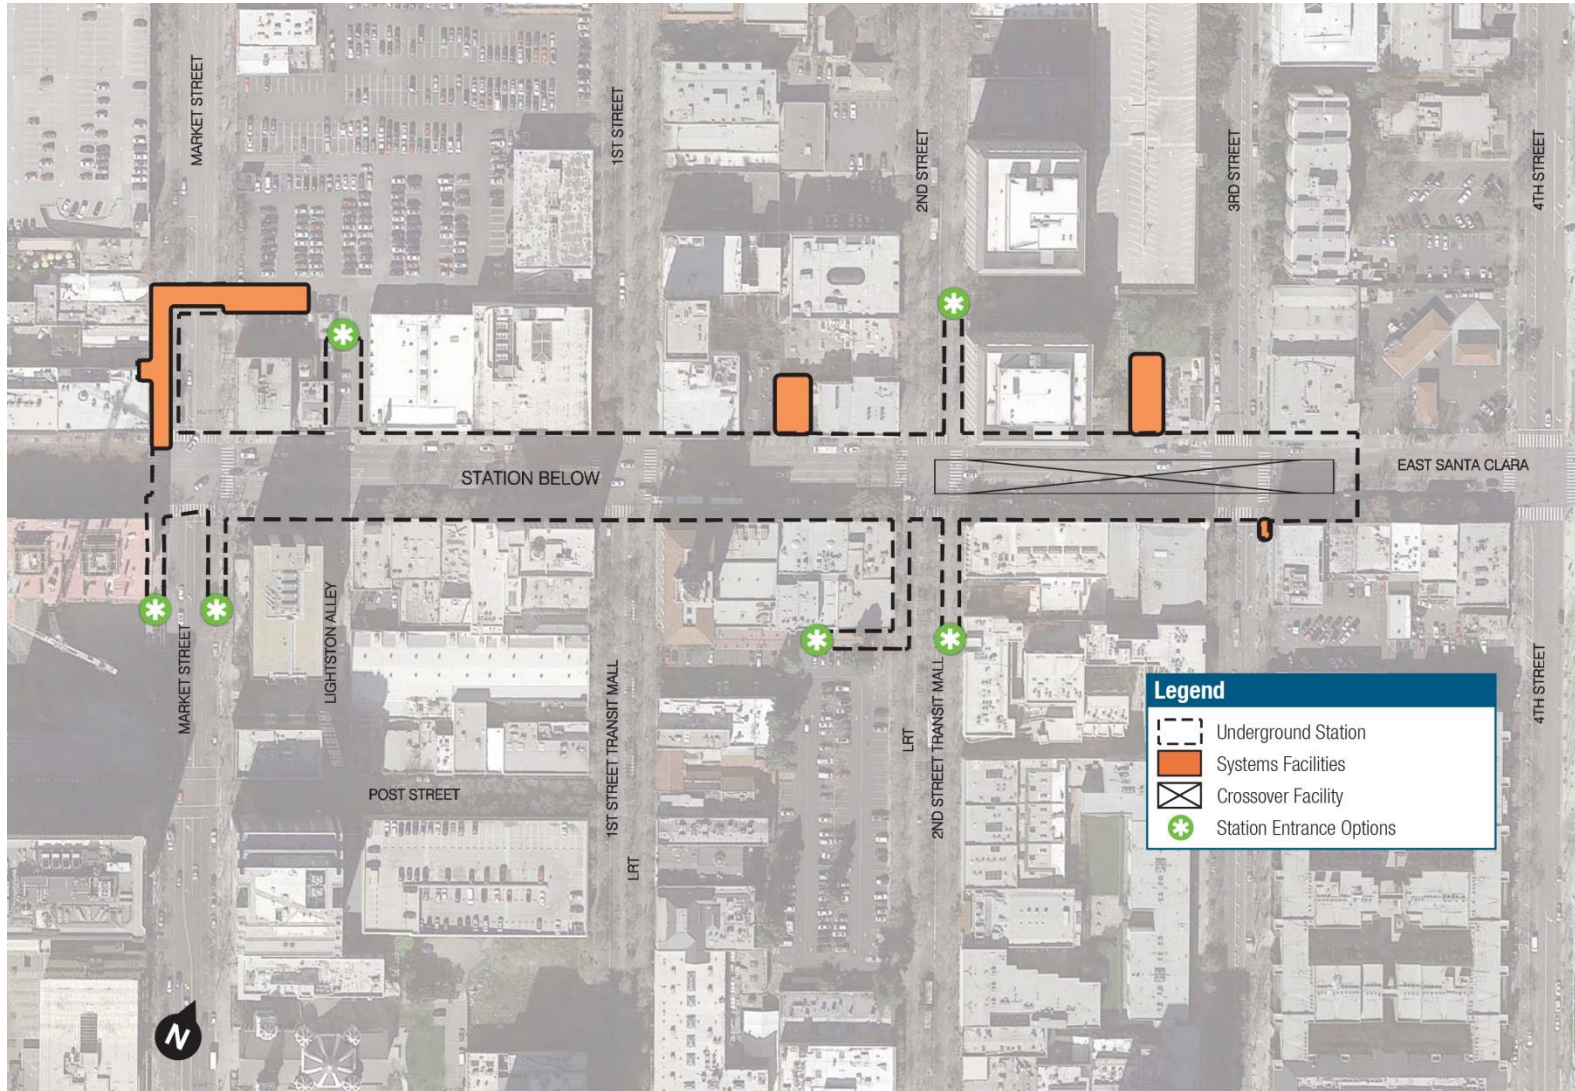 MARKET STREET
1ST STREET
2ND STREET
3RD STREET
4TH STREET
STATION BELOW
EAST SANTA CLARA
MARKET STREET
LIGHTSTON ALLEY
1ST STREET TRANSIT MALL
LRT
LRT
2ND STREET TRANSIT MALL
4TH STREET
POST STREET
Legend
Underground Station
Systems Facilities
Crossover Facility
Station Entrance Options
N